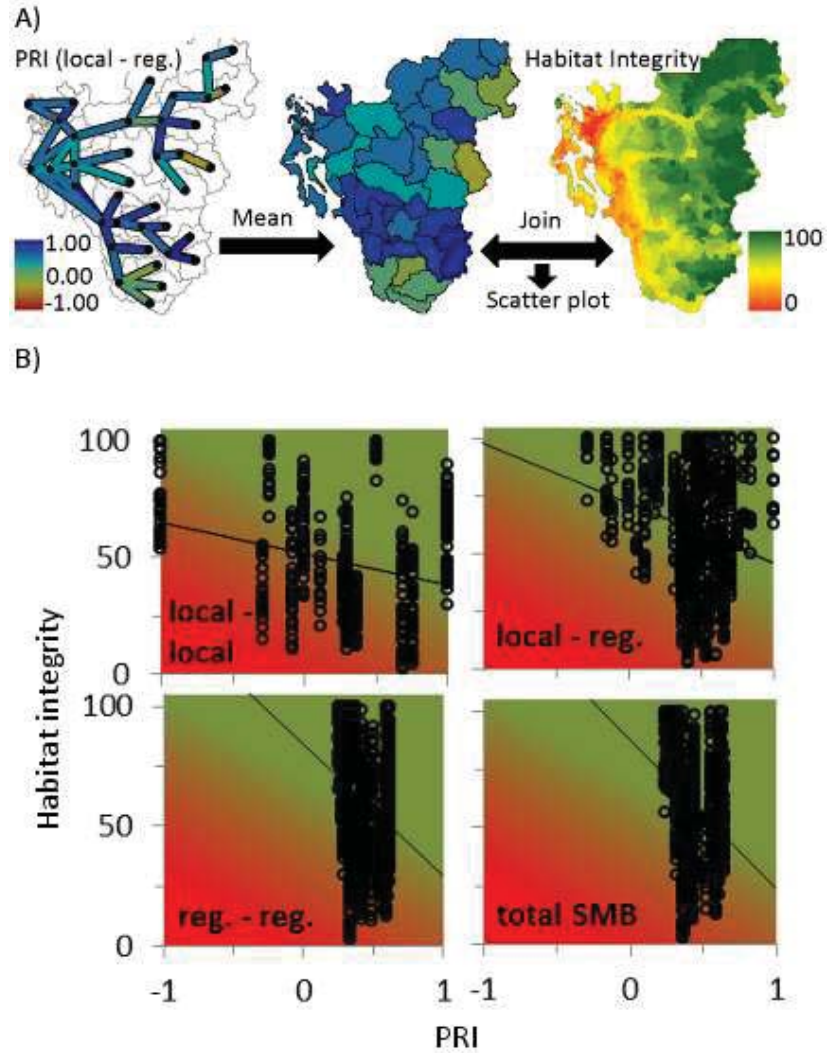 A)
PRI (local - reg.)
Habitat Integrity
Mean
Join
Scatter plot
1.00
0.00
-1.00
100
0
B)
Habitat integrity
100
50
0
local -
local
local - reg.
100
50
0
reg. - reg.
total SMB
-1
0
1
-1
0
1
PRI